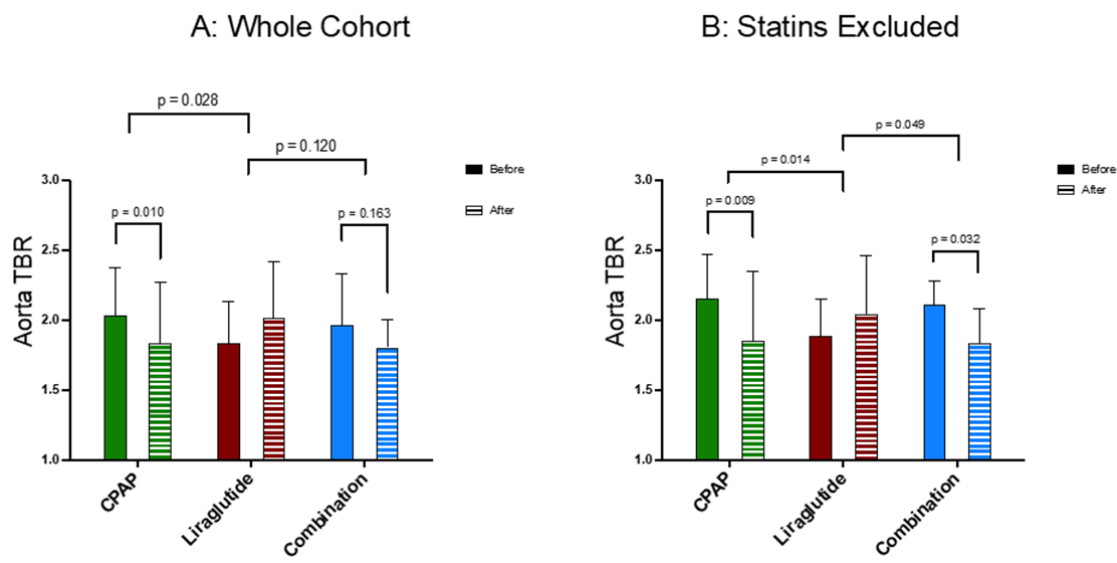 A: Whole Cohort
p = 0.028
p = 0.120
Before
After
3.0
2.5
2.0
1.5
1.0
Aorta TBR
p = 0.010
p = 0.163
CPAP
Liraglutide
Combination
B: Statins Excluded
p = 0.049
p = 0.014
Before
After
3.0
2.5
2.0
1.5
1.0
Aorta TBR
p = 0.009
p = 0.032
CPAP
Liraglutide
Combination